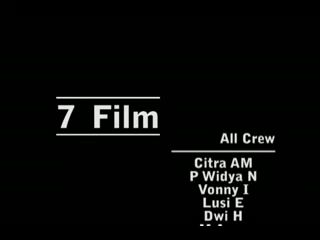 7 Film
All Crew
Citra AM
P Widya N
Vonny I
Lusi E
Dwi H